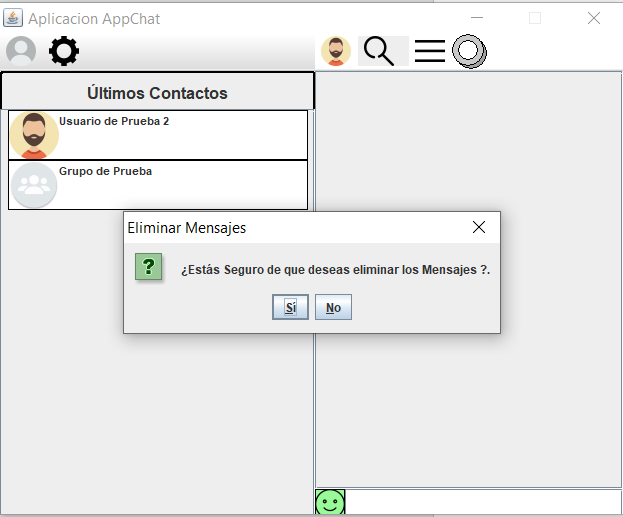 Aplicacion AppChat
Últimos Contactos
Usuario de Prueba 2
Grupo de Prueba
Eliminar Mensajes
?
¿Estás Seguro de que deseas eliminar los Mensajes ?.
Sí No